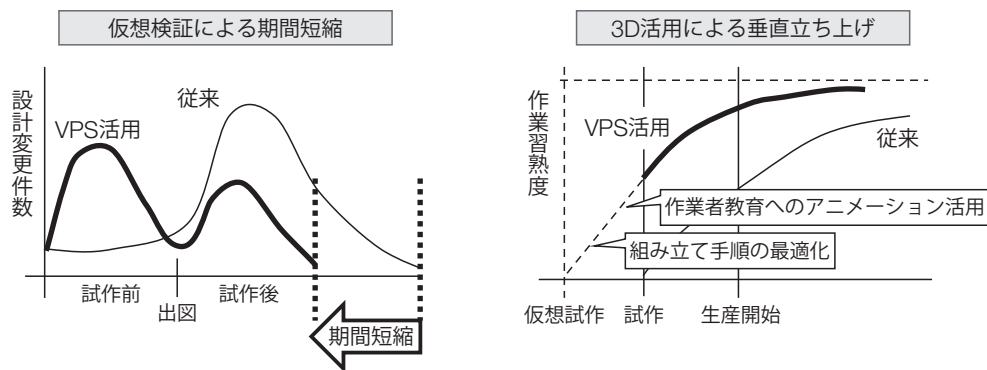 仮想検証による期間短縮
設計変更件数
VPS活用
従来
試作前
出図
試作後
期間短縮
3D活用による垂直立ち上げ
作業習熟度
VPS活用
従来
作業者教育へのアニメーション活用
組み立て手順の最適化
仮想試作
試作
生産開始